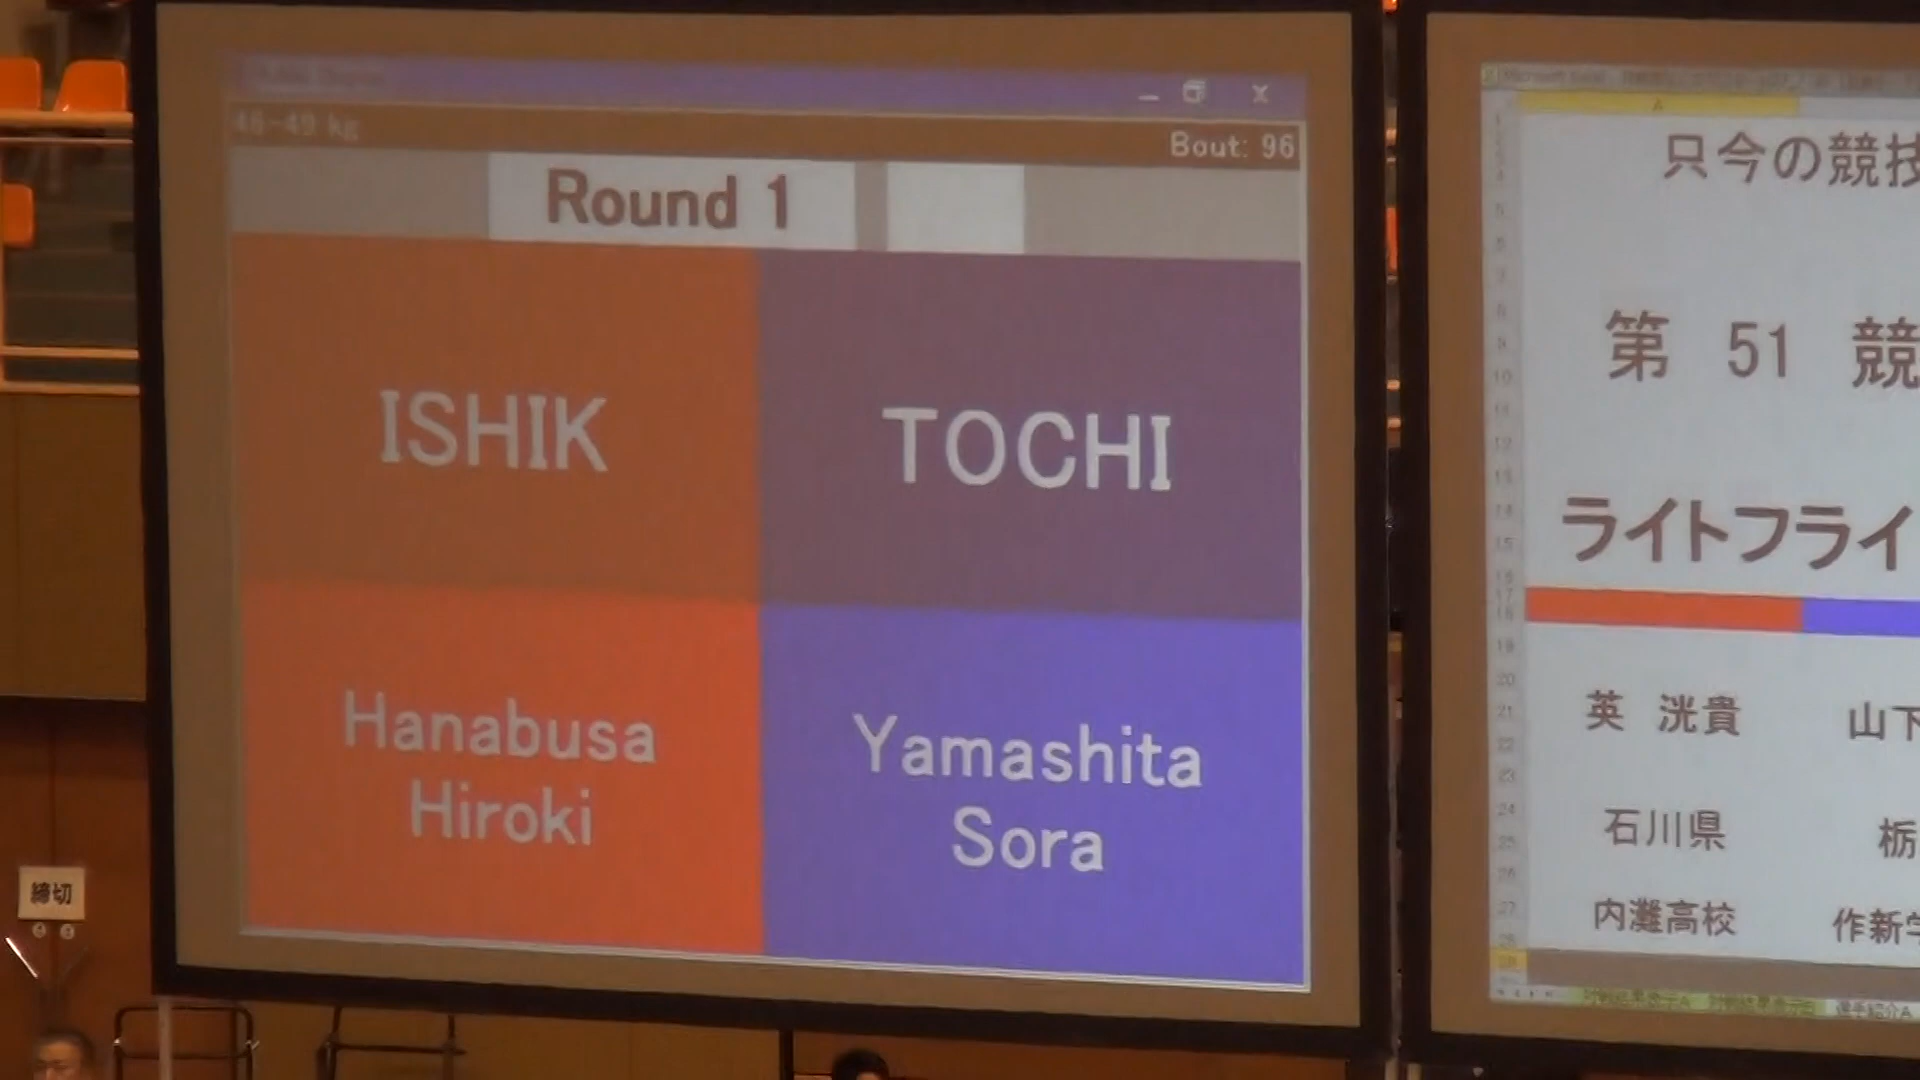 46-49 kg
Bout: 96
Round 1
ISHIK
TOCHI
Hanabusa
Hiroki
Yamashita
Sora
締切
A
只今の競技
第 51 競
ライトフライ
英 洸貴
山下
石川県
栃
内灘高校
作新学